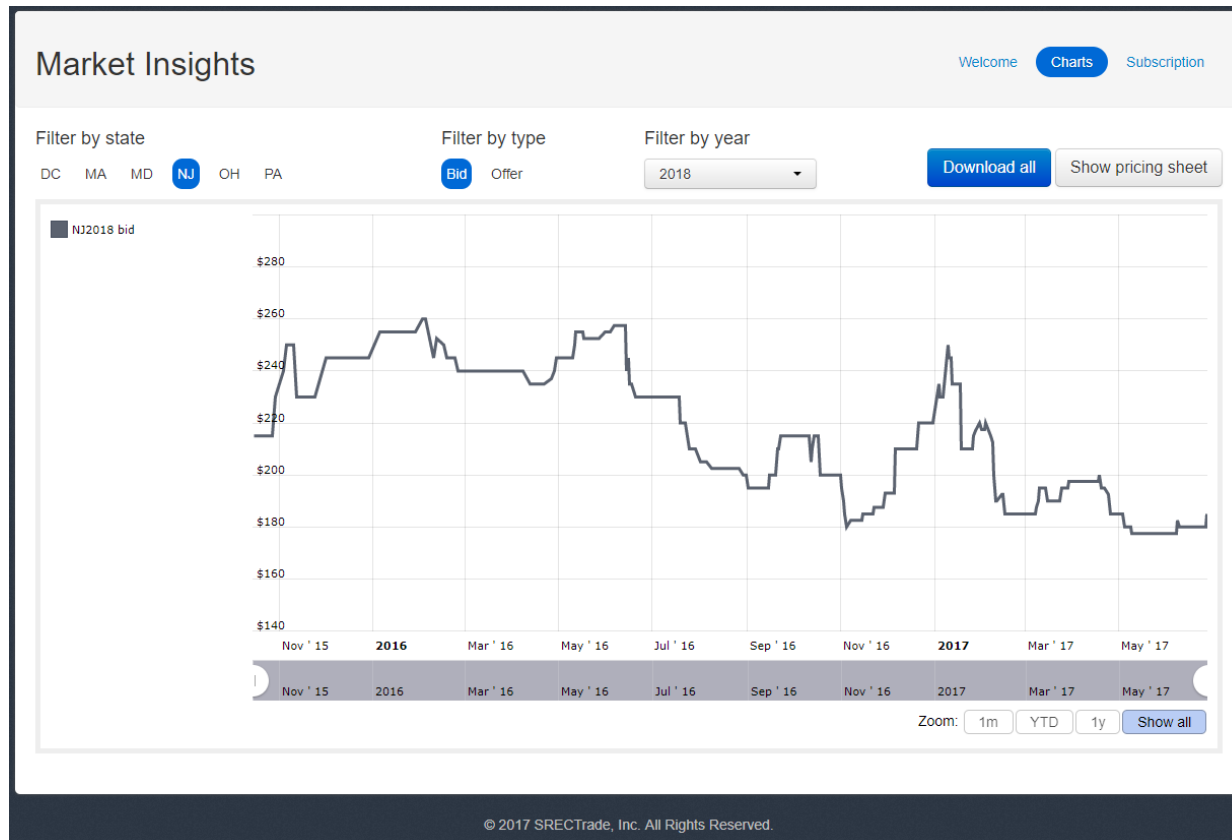 Market Insights
Welcome Charts Subscription
Filter by state
DC MA MD NJ OH PA
Filter by type
Bid Offer
Filter by year
2018
Download all Show pricing sheet
NJ2018 bid
$280
$260
$240
$220
$200
$180
$160
$140
Nov ' 15 2016 Mar ' 16 May ' 16 Jul ' 16 Sep ' 16 Nov ' 16 2017 Mar ' 17 May ' 17
Nov ' 15 2016 Mar ' 16 May ' 16 Jul ' 16 Sep ' 16 Nov ' 16 2017 Mar ' 17 May ' 17
Zoom: 1m YTD 1y Show all
© 2017 SRECTrade, Inc. All Rights Reserved.